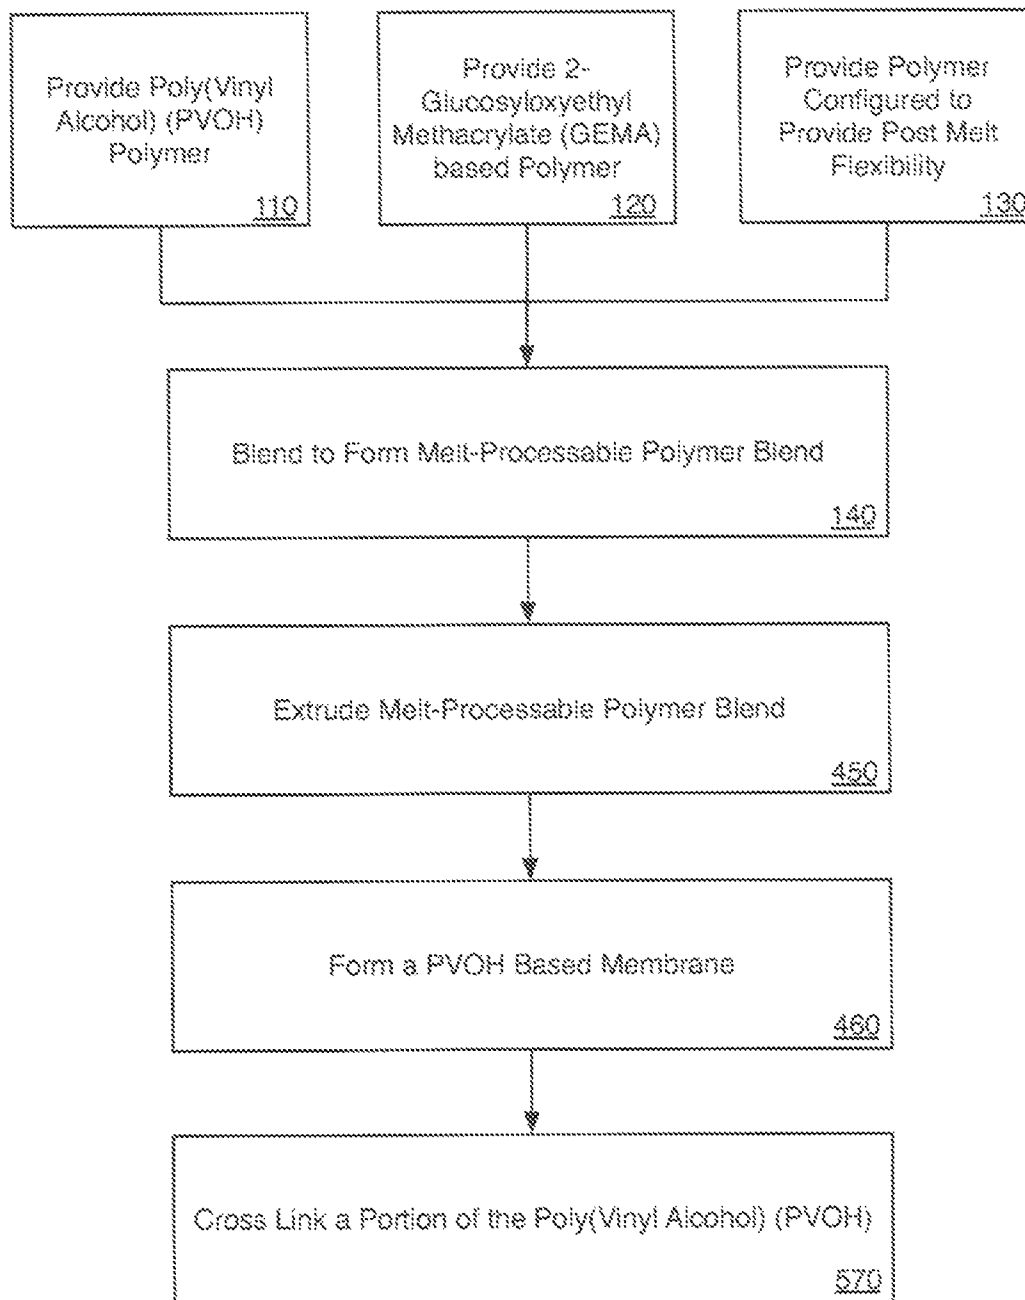 Provide Poly(Vinyl
Alcohol) (PVOH)
Polymer
110
Provide 2-
Glucosyloxyethyl
Methacrylate (GEMA)
based Polymer
120
Provide Polymer
Configured to
Provide Post Melt
Flexibility
130
Blend to Form Melt-Processable Polymer Blend
140
Extrude Melt-Processable Polymer Blend
450
Form a PVOH Based Membrane
460
Cross Link a Portion of the Poly(Vinyl Alcohol) (PVOH)
570